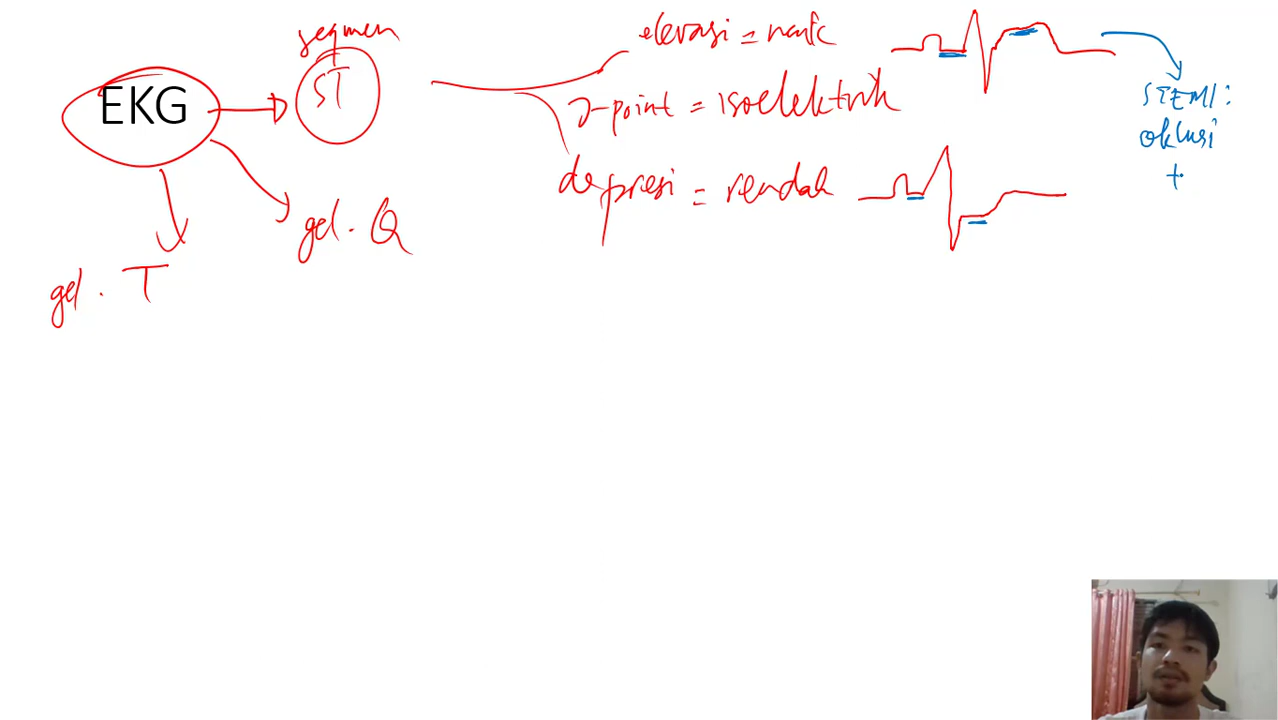 segmen
EKG
ST
elevasi = naik
J-point = isoelektrik
depresi = rendah
STEMI :
oklusi
t
gel. Q
gel. T